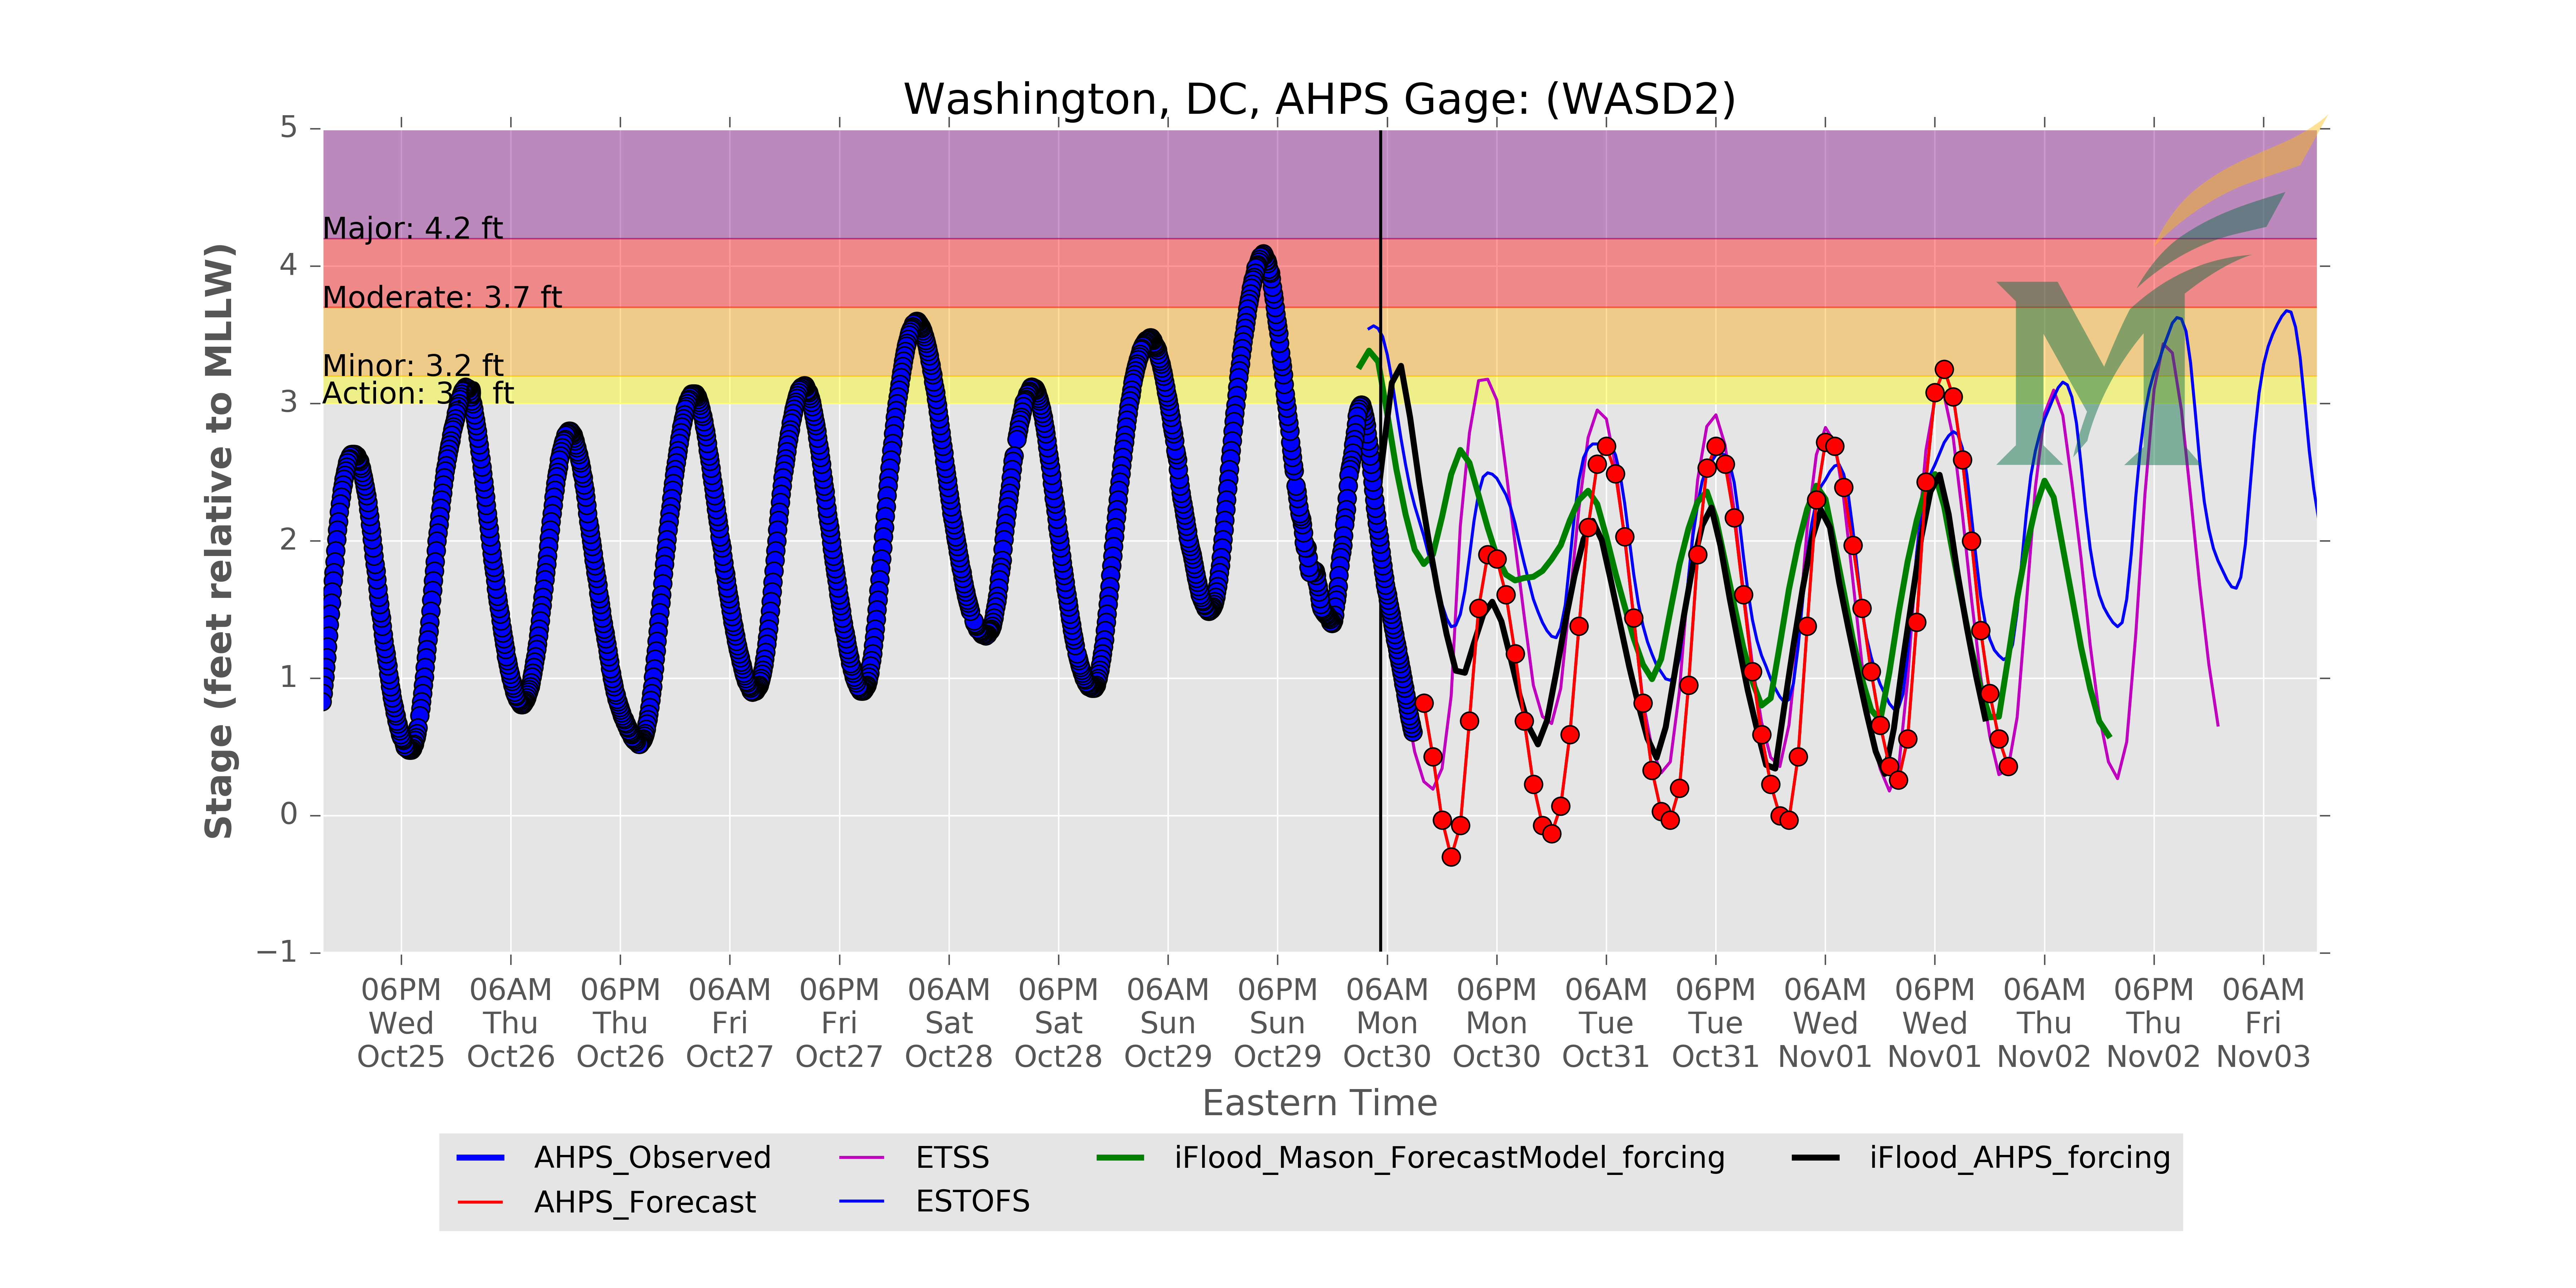 Washington, DC, AHPS Gage: (WASD2)
Stage (feet relative to MLLW)
5
4
3
2
1
0
−1
Major: 4.2 ft
Moderate: 3.7 ft
Minor: 3.2 ft
Action: ft
06PM 06AM 06PM 06AM 06PM 06AM 06PM 06AM 06PM 06AM 06PM 06AM 06PM 06AM 06PM 06AM 06PM 06AM
Wed Thu Thu Fri Fri Sat Sat Sun Sun Mon Mon Tue Tue Wed Wed Thu Thu Fri
Oct25 Oct26 Oct26 Oct27 Oct27 Oct28 Oct28 Oct29 Oct29 Oct30 Oct30 Oct31 Oct31 Nov01 Nov01 Nov02 Nov02 Nov03
Eastern Time
AHPS_Observed ETSS iFlood_Mason_ForecastModel_forcing iFlood_AHPS_forcing
AHPS_Forecast ESTOFS